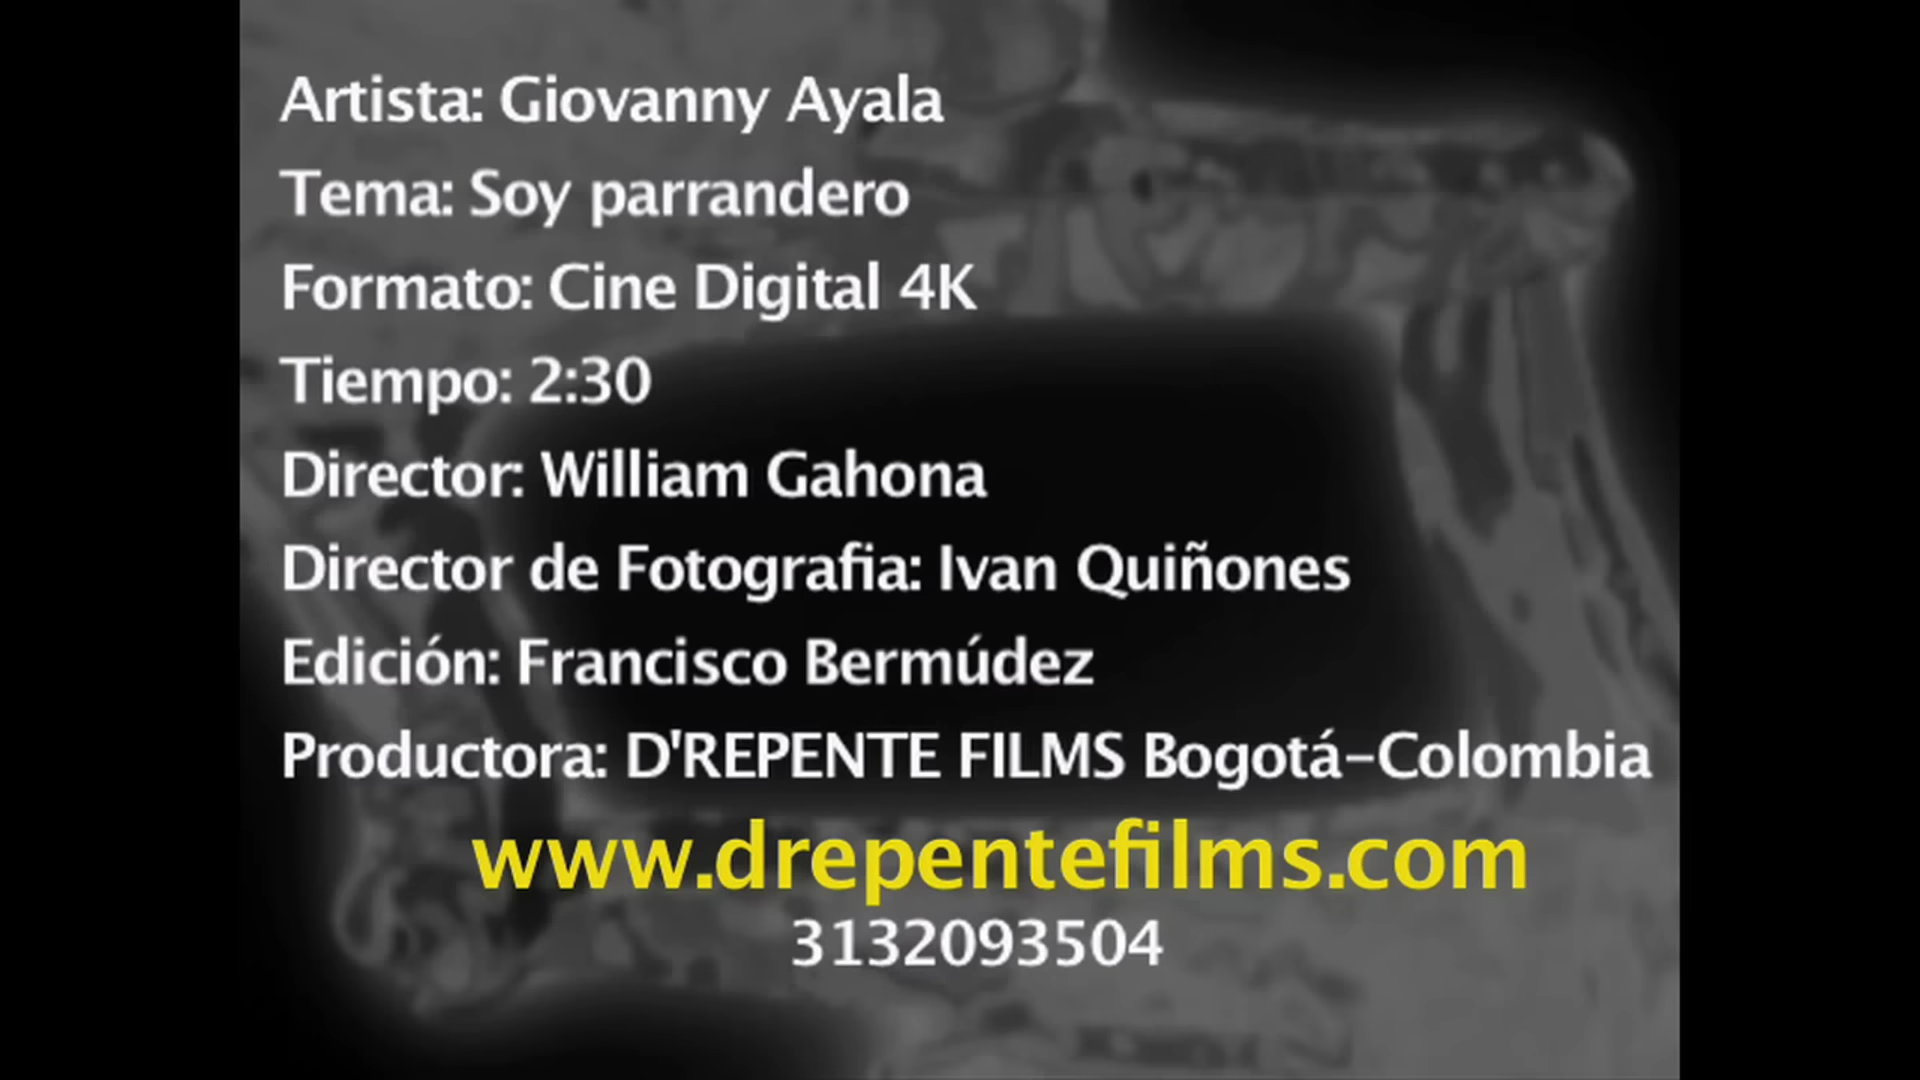 Artista: Giovanny Ayala
Tema: Soy parrandero
Formato: Cine Digital 4K
Tiempo: 2:30
Director: William Gahona
Director de Fotografia: Ivan Quiñones
Edición: Francisco Bermúdez
Productora: D'REPENTE FILMS Bogotá-Colombia
www.drepentefilms.com
3132093504